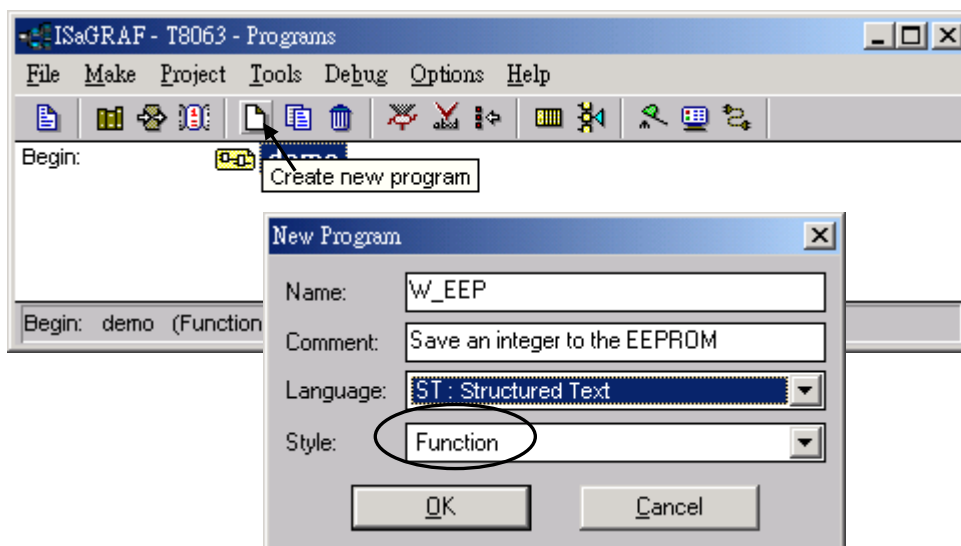 ISaGRAF - T8063 - Programs
File Make Project Tools Debug Options Help
Begin: demo
Create new program
Begin: demo (Function
New Program
Name: W_EEP
Comment: Save an integer to the EEPROM
Language: ST : Structured Text
Style: Function
OK Cancel